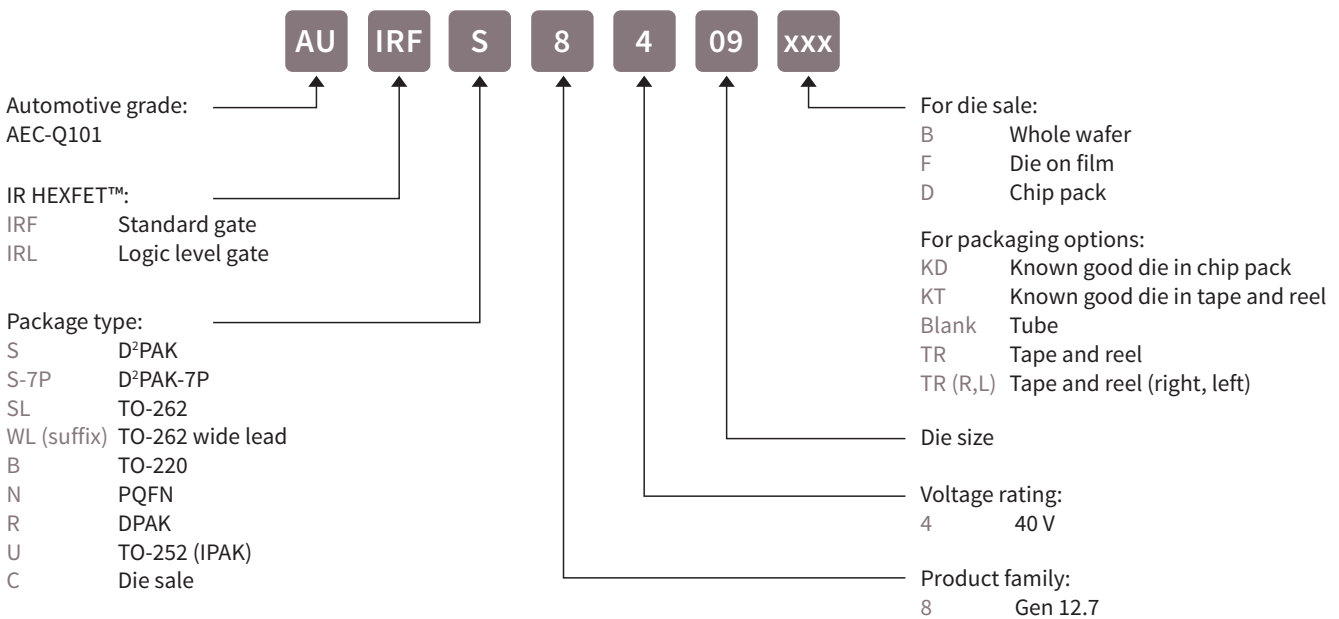 AU IRF S 8 4 09 xxx
Automotive grade:
AEC-Q101
IR HEXFET™:
IRF Standard gate
IRL Logic level gate
Package type:
S D²PAK
S-7P D²PAK-7P
SL TO-262
WL (suffix) TO-262 wide lead
B TO-220
N PQFN
R DPAK
U TO-252 (IPAK)
C Die sale
For die sale:
B Whole wafer
F Die on film
D Chip pack
For packaging options:
KD Known good die in chip pack
KT Known good die in tape and reel
Blank Tube
TR Tape and reel
TR (R,L) Tape and reel (right, left)
Die size
Voltage rating:
4 40 V
Product family:
8 Gen 12.7